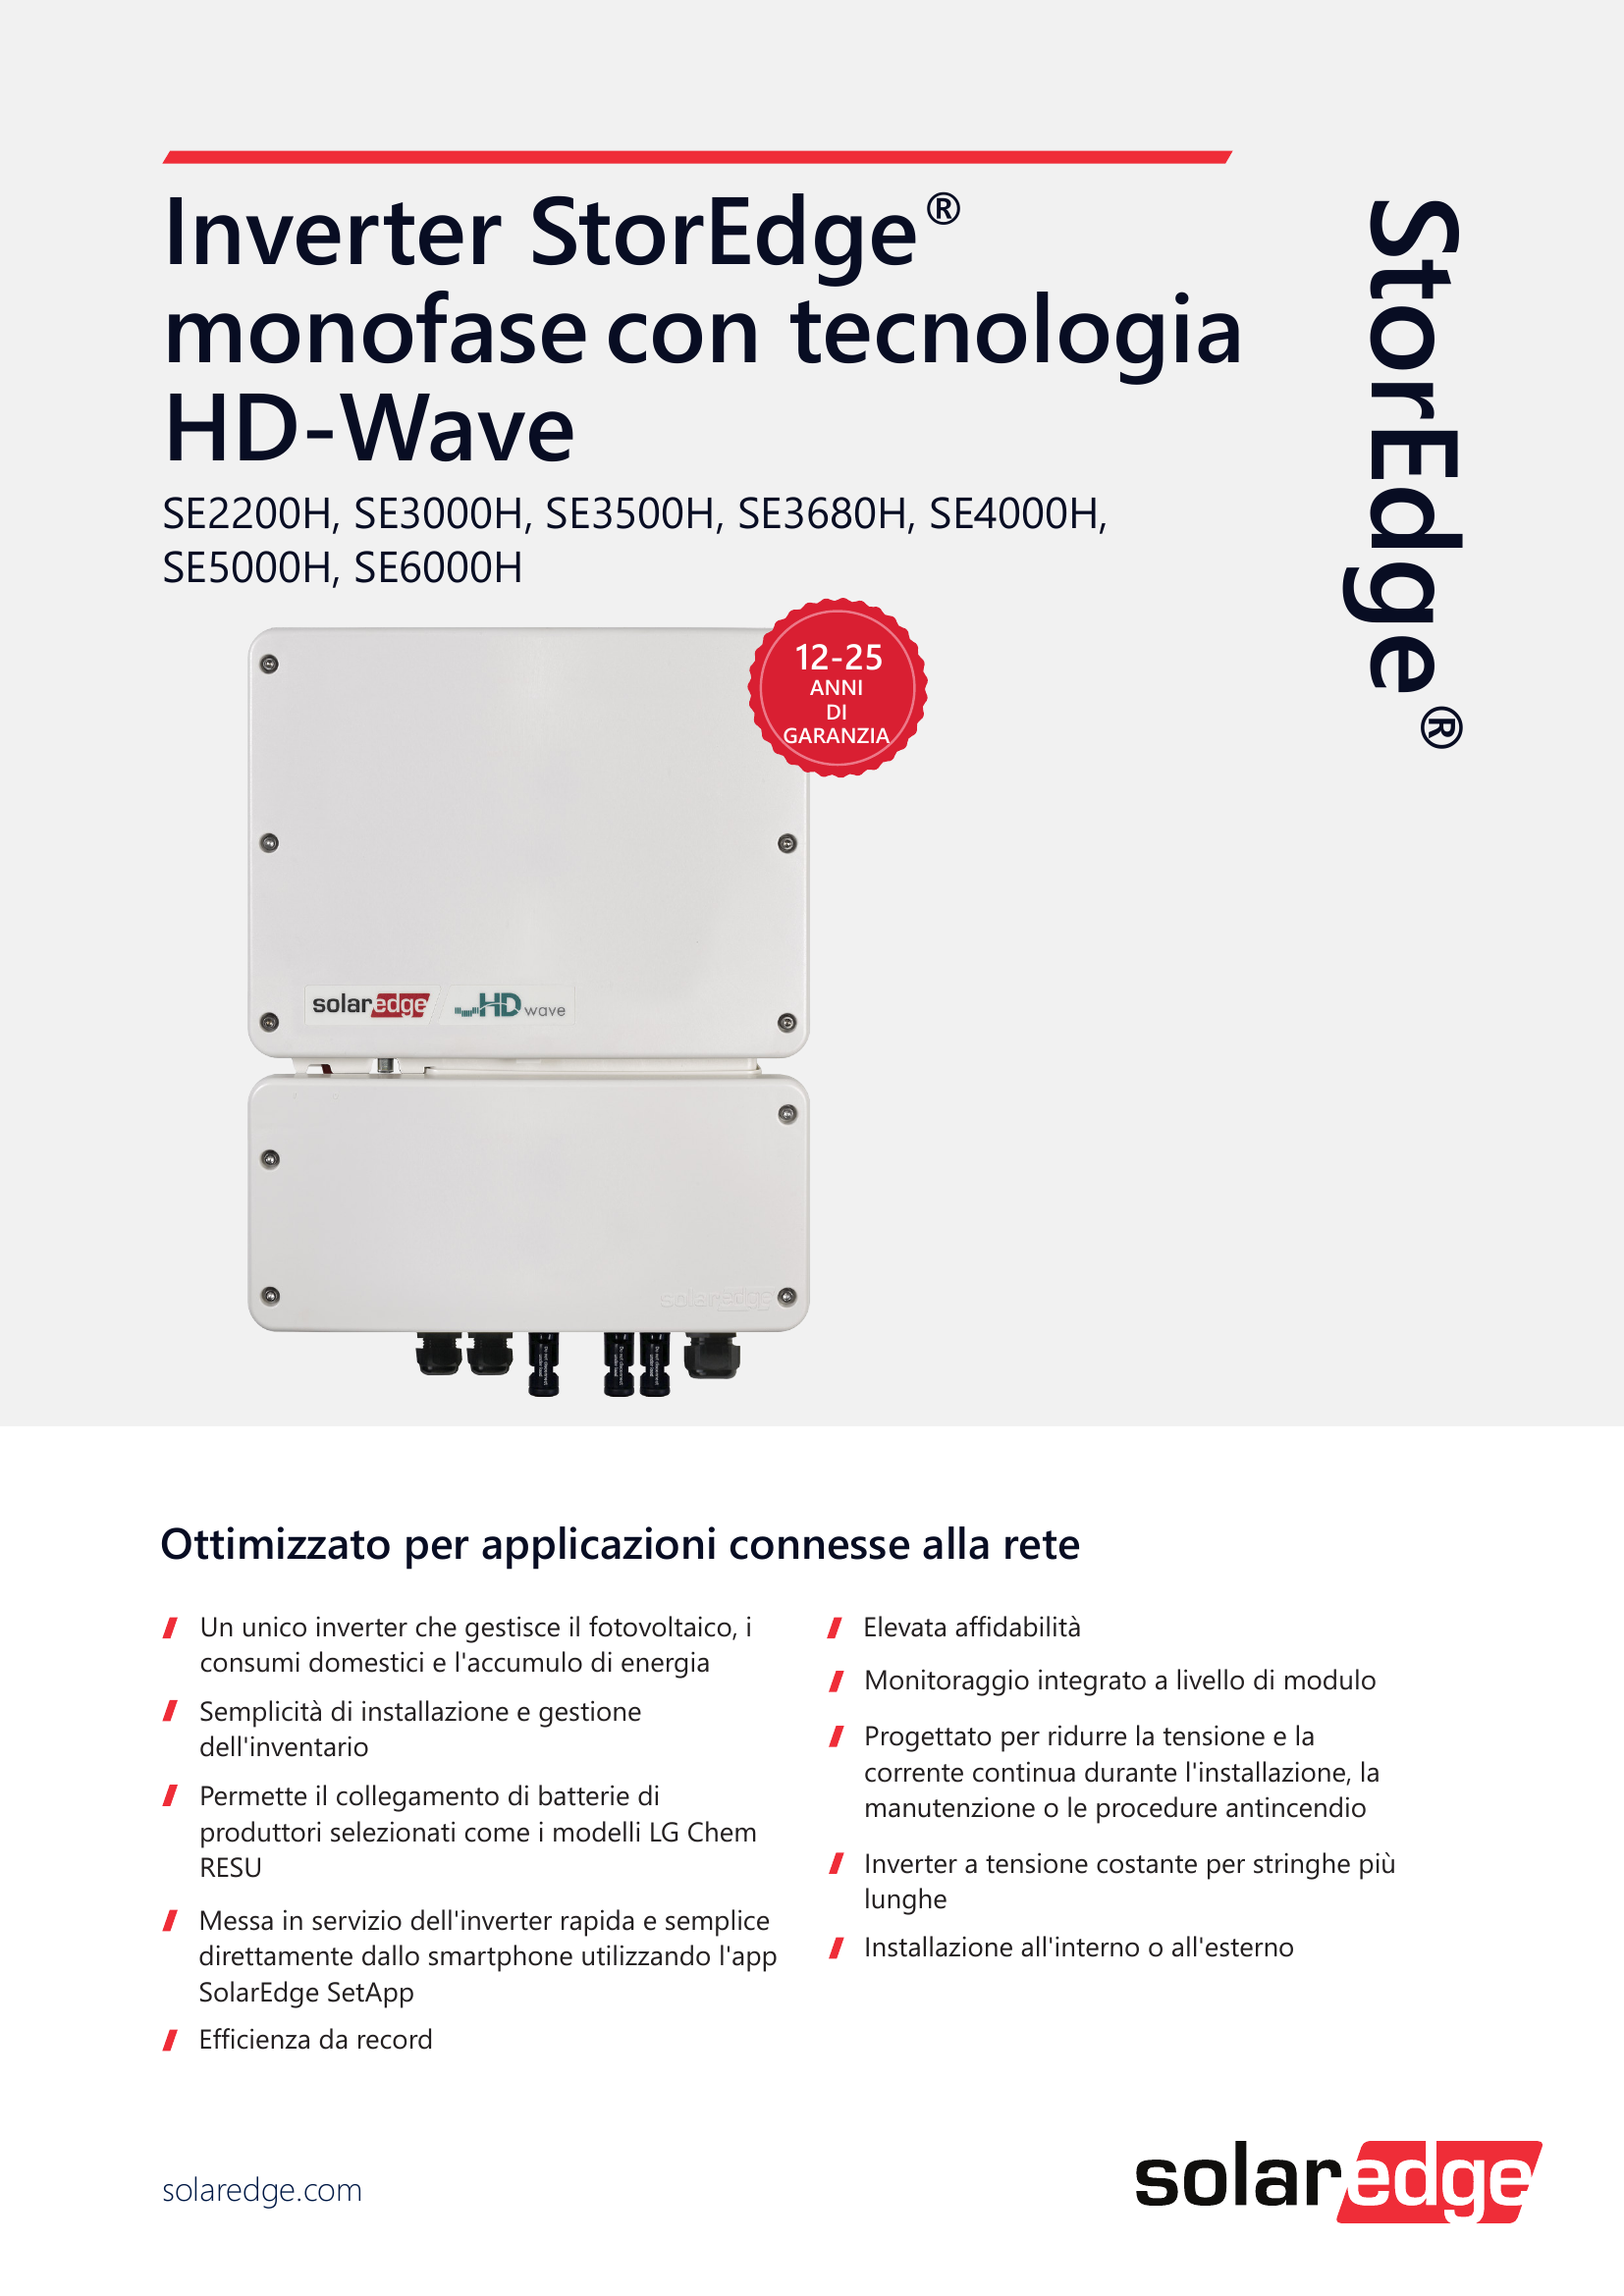 Inverter StorEdge®
monofase con tecnologia
HD-Wave
SE2200H, SE3000H, SE3500H, SE3680H, SE4000H,
SE5000H, SE6000H
StorEdge®
12-25
ANNI
DI
GARANZIA
solaredge
HD wave
solaredge
Ottimizzato per applicazioni connesse alla rete
Un unico inverter che gestisce il fotovoltaico, i
consumi domestici e l'accumulo di energia
Semplicità di installazione e gestione
dell'inventario
Permette il collegamento di batterie di
produttori selezionati come i modelli LG Chem
RESU
Messa in servizio dell'inverter rapida e semplice
direttamente dallo smartphone utilizzando l'app
SolarEdge SetApp
Efficienza da record
Elevata affidabilità
Monitoraggio integrato a livello di modulo
Progettato per ridurre la tensione e la
corrente continua durante l'installazione, la
manutenzione o le procedure antincendio
Inverter a tensione costante per stringhe più
lunghe
Installazione all'interno o all'esterno
solaredge.com
solaredge